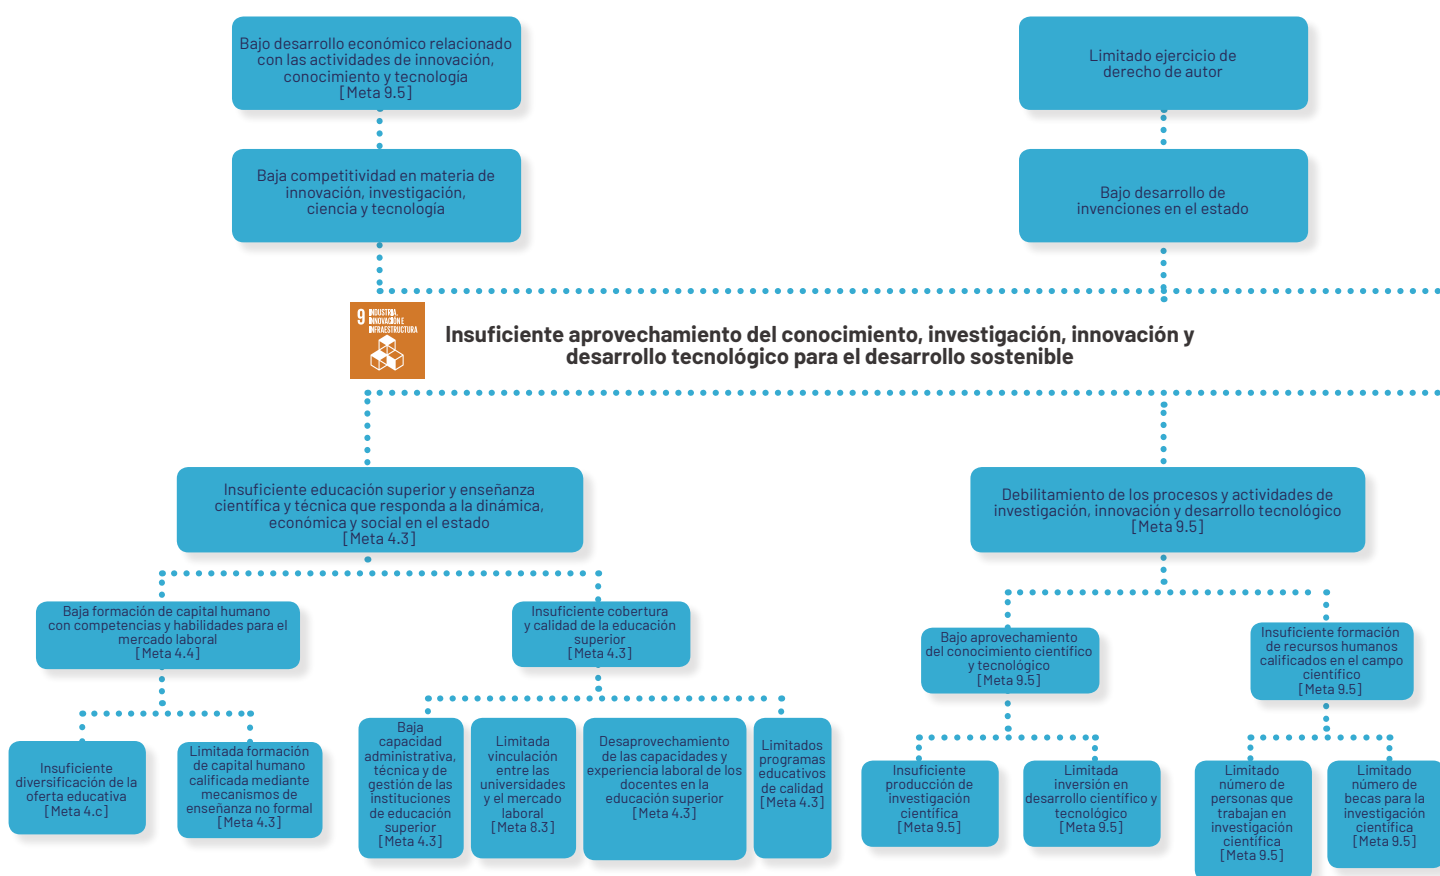 Bajo desarrollo económico relacionado
con las actividades de innovación,
conocimiento y tecnología
[Meta 9.5]
Limitado ejercicio de
derecho de autor
Baja competitividad en materia de
innovación, investigación,
ciencia y tecnología
Bajo desarrollo de
invenciones en el estado
9 INDUSTRIA,
INNOVACIÓN E
INFRAESTRUCTURA
Insuficiente aprovechamiento del conocimiento, investigación, innovación y
desarrollo tecnológico para el desarrollo sostenible
Insuficiente educación superior y enseñanza
científica y técnica que responda a la dinámica,
económica y social en el estado
[Meta 4.3]
Debilitamiento de los procesos y actividades de
investigación, innovación y desarrollo tecnológico
[Meta 9.5]
Baja formación de capital humano
con competencias y habilidades para el
mercado laboral
[Meta 4.4]
Insuficiente cobertura
y calidad de la educación
superior
[Meta 4.3]
Bajo aprovechamiento
del conocimiento científico
y tecnológico
[Meta 9.5]
Insuficiente formación
de recursos humanos
calificados en el campo
científico
[Meta 9.5]
Insuficiente
diversificación de la
oferta educativa
[Meta 4.c]
Limitada formación
de capital humano
calificada mediante
mecanismos de
enseñanza no formal
[Meta 4.3]
Baja
capacidad
administrativa,
técnica y de
gestión de las
instituciones
de educación
superior
[Meta 4.3]
Limitada
vinculación
entre las
universidades
y el mercado
laboral
[Meta 8.3]
Desaprovechamiento
de las capacidades y
experiencia laboral de los
docentes en la
educación superior
[Meta 4.3]
Limitados
programas
educativos
de calidad
[Meta 4.3]
Insuficiente
producción de
investigación
científica
[Meta 9.5]
Limitada
inversión en
desarrollo científico y
tecnológico
[Meta 9.5]
Limitado
número de
personas que
trabajan en
investigación
científica
[Meta 9.5]
Limitado
número de
becas para la
investigación
científica
[Meta 9.5]